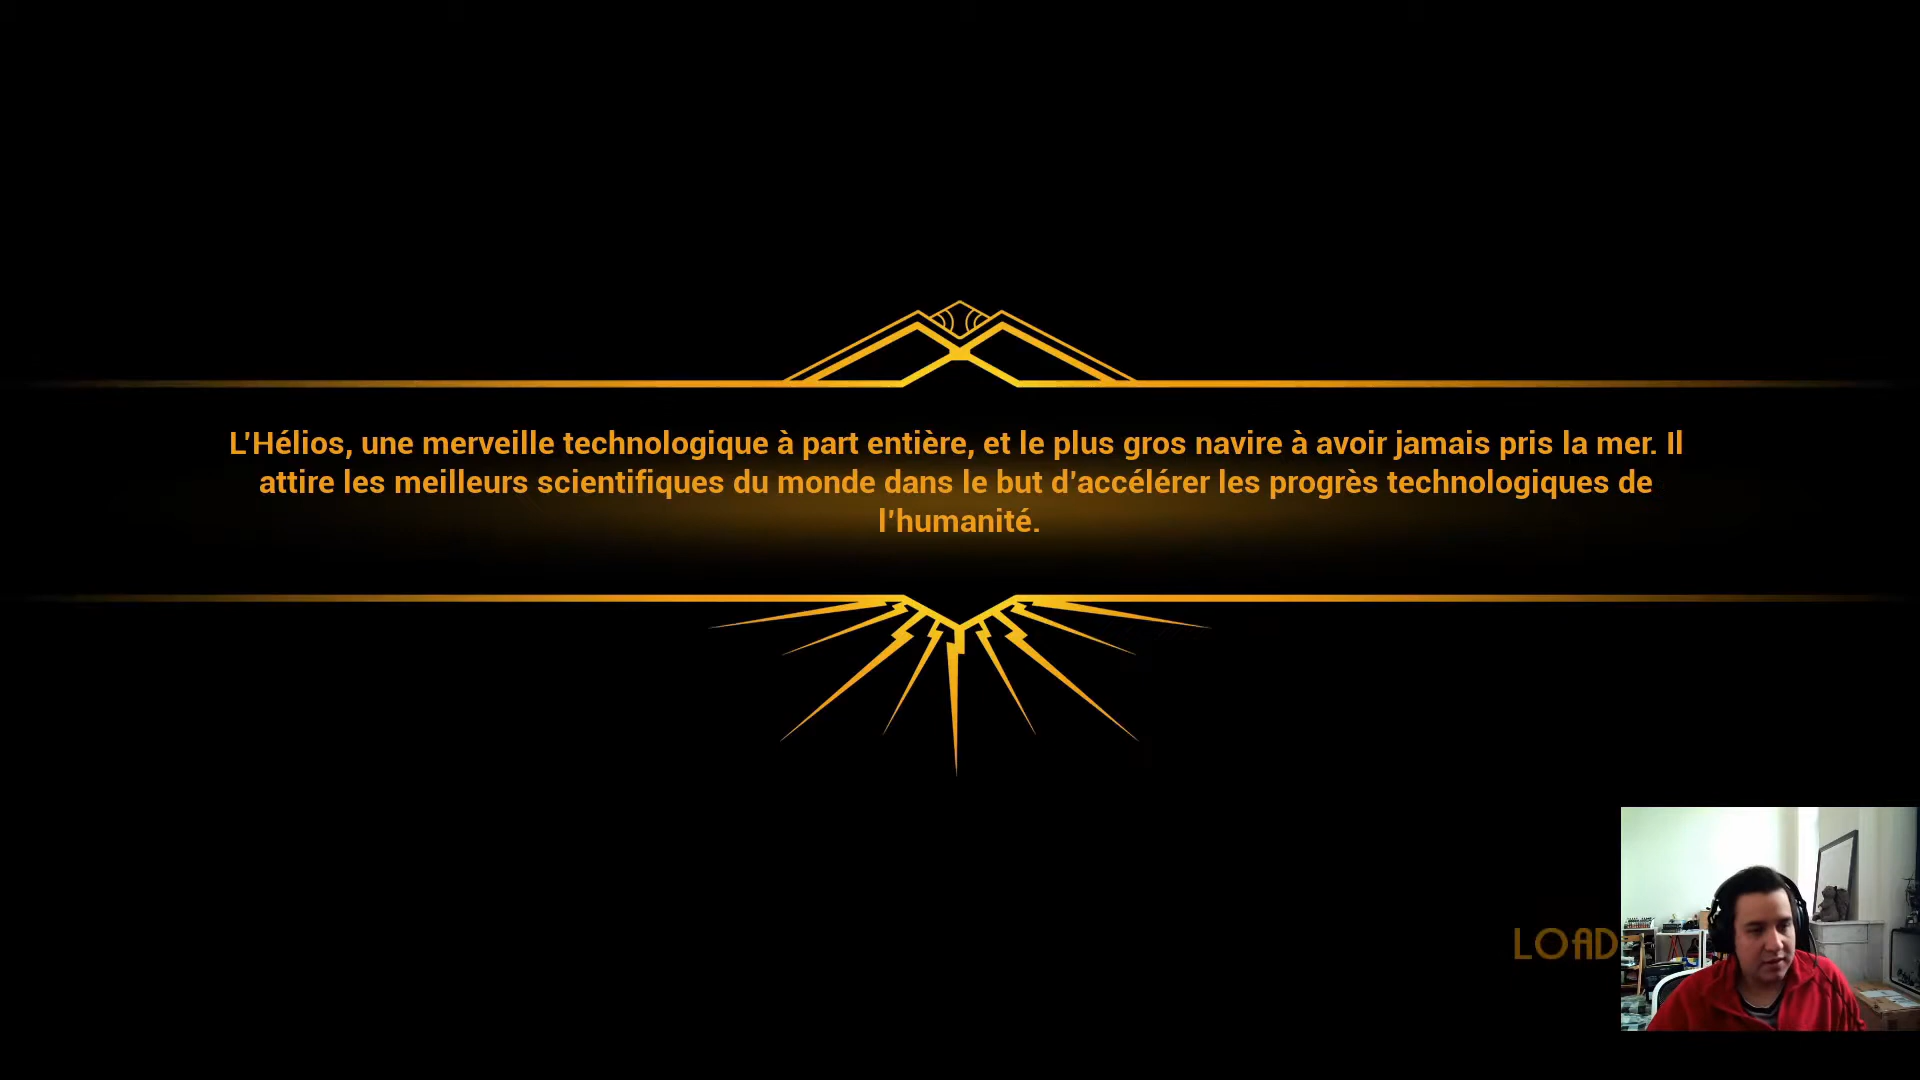 L'Hélios, une merveille technologique à part entière, et le plus gros navire à avoir jamais pris la mer. Il
attire les meilleurs scientifiques du monde dans le but d'accélérer les progrès technologiques de
l'humanité.
LOAD